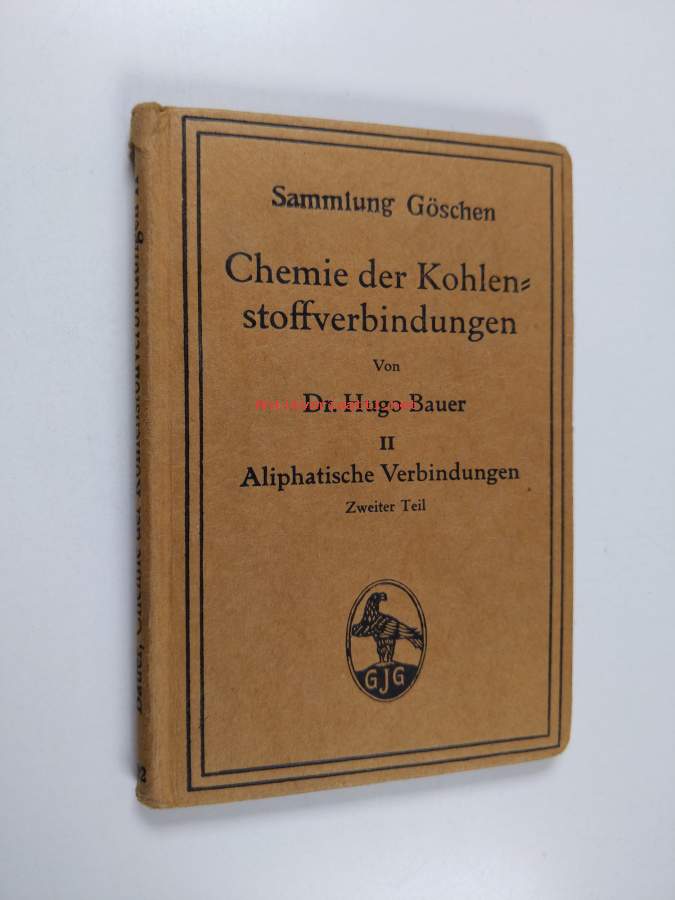 Sammlung Göschen
Chemie der Kohlen⸗
stoffverbindungen
Von
Dr. Hugo Bauer
II
Aliphatische Verbindungen
Zweiter Teil
GJG